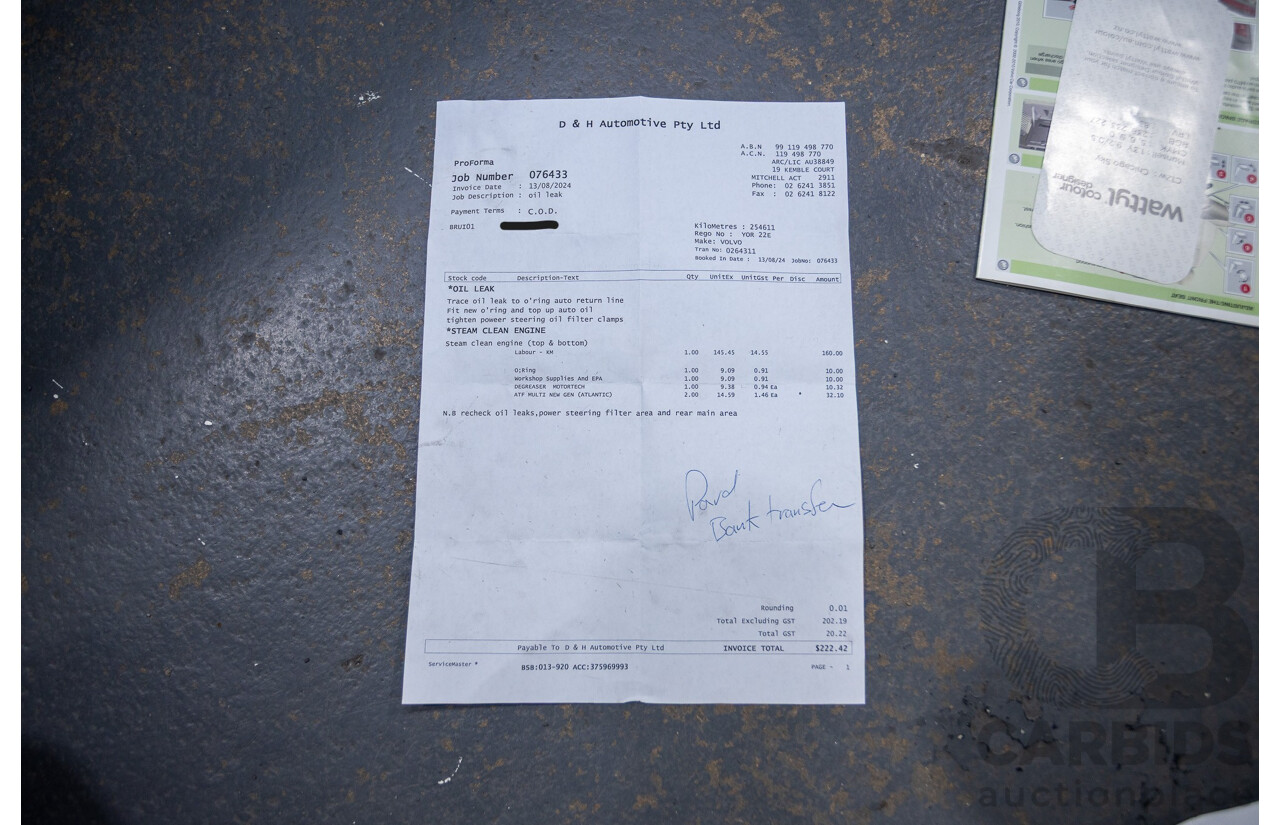 D & H Automotive Pty Ltd
A.B.N 99 119 498 770
A.C.N. 119 498 770
ARC/LIC AU38849
19 KEMBLE COURT
MITCHELL ACT 2911
Phone: 02 6241 3851
Fax : 02 6241 8122
ProForma
Job Number 076433
Invoice Date : 13/08/2024
Job Description : oil leak
Payment Terms : C.O.D.
BRUI01
KiloMetres : 254611
Rego No : YOR 22E
Make: VOLVO
Tran No: 0264311
Booked In Date : 13/08/24 JobNo: 076433
Stock code Description-Text Qty UnitEx UnitGst Per Disc Amount
*OIL LEAK
Trace oil leak to o'ring auto return line
Fit new o'ring and top up auto oil
tighten poweer steering oil filter clamps
*STEAM CLEAN ENGINE
Steam clean engine (top & bottom)
Labour - KM 1.00 145.45 14.55 160.00
O;Ring 1.00 9.09 0.91 10.00
Workshop Supplies And EPA 1.00 9.09 0.91 10.00
DEGREASER MOTORTECH 1.00 9.38 0.94 Ea 10.32
ATF MULTI NEW GEN (ATLANTIC) 2.00 14.59 1.46 Ea * 32.10
N.B recheck oil leaks,power steering filter area and rear main area
Paid
Bank transfer
Rounding 0.01
Total Excluding GST 202.19
Total GST 20.22
Payable To D & H Automotive Pty Ltd INVOICE TOTAL $222.42
ServiceMaster * BSB:013-920 ACC:375969993 PAGE - 1
wattyl colour
designer
ADJUSTING THE FRONT SEAT
CARBIDS
auctionplace